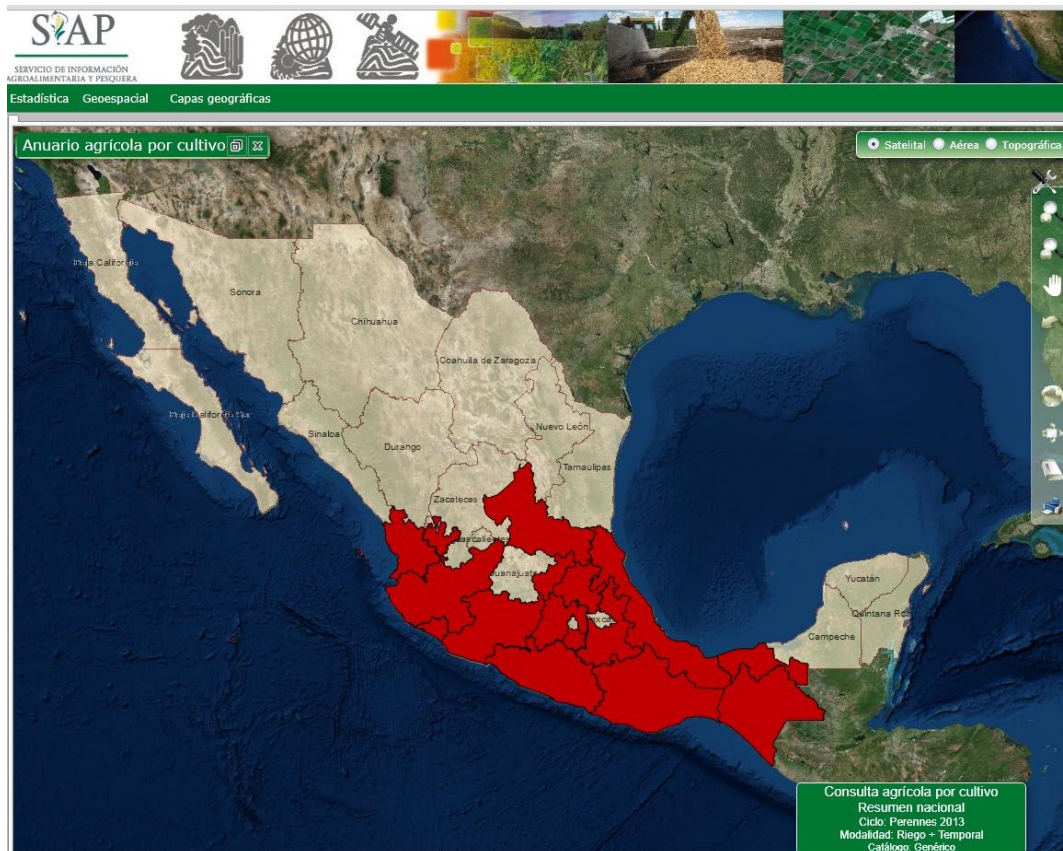 SIAP
SERVICIO DE INFORMACIÓN
AGROALIMENTARIA Y PESQUERA
Estadística Geoespacial Capas geográficas
Anuario agrícola por cultivo
Satelital Aérea Topográfica
Baja California
Sonora
Chihuahua
Coahuila de Zaragoza
Baja California Sur
Sinaloa
Durango
Nuevo León
Tamaulipas
Zacatecas
Yucatán
Quintana Roo
Campeche
Consulta agrícola por cultivo
Resumen nacional
Ciclo: Perennes 2013
Modalidad: Riego + Temporal
Catálogo: Genérico